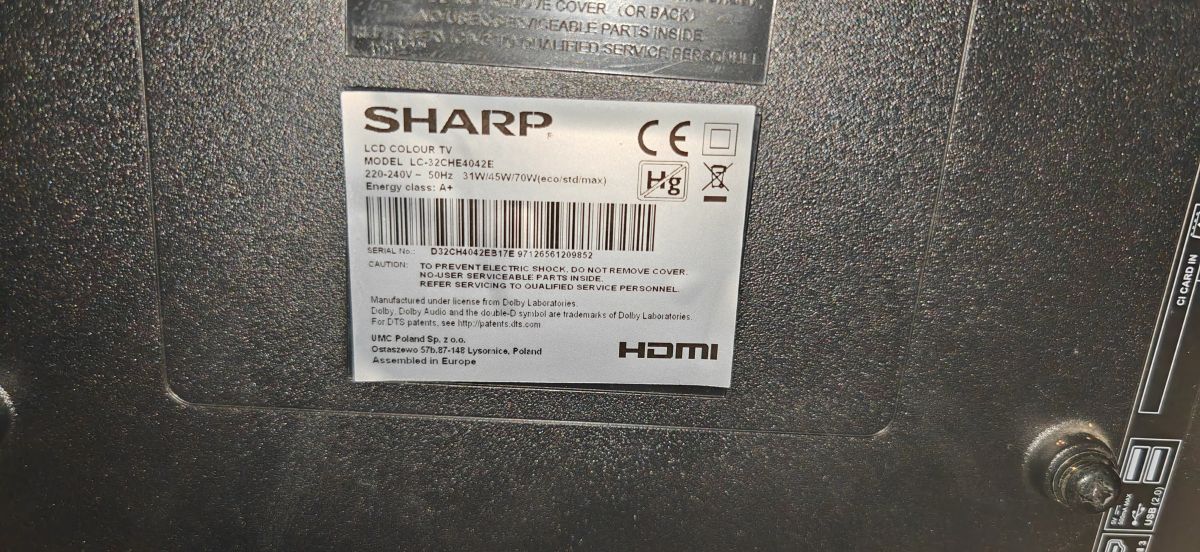 COVER. (OR BACK)
SERVICEABLE PARTS INSIDE.
TO QUALIFIED SERVICE PERSONNEL
SHARP
LCD COLOUR TV
MODEL LC-32CHE4042E
220-240V ~ 50Hz 31W/45W/70W(eco/std/max)
Energy class: A+
CE
Hg
SERIAL No.: D32CH4042EB17E 97126561209852
CAUTION: TO PREVENT ELECTRIC SHOCK, DO NOT REMOVE COVER.
NO-USER SERVICEABLE PARTS INSIDE.
REFER SERVICING TO QUALIFIED SERVICE PERSONNEL.
Manufactured under license from Dolby Laboratories.
Dolby, Dolby Audio and the double-D symbol are trademarks of Dolby Laboratories.
For DTS patents, see http://patents.dts.com
UMC Poland Sp. z o.o.
Ostaszewo 57b,87-148 Lysomice, Poland
Assembled in Europe
HDMI
CI CARD IN
USB (2.0)